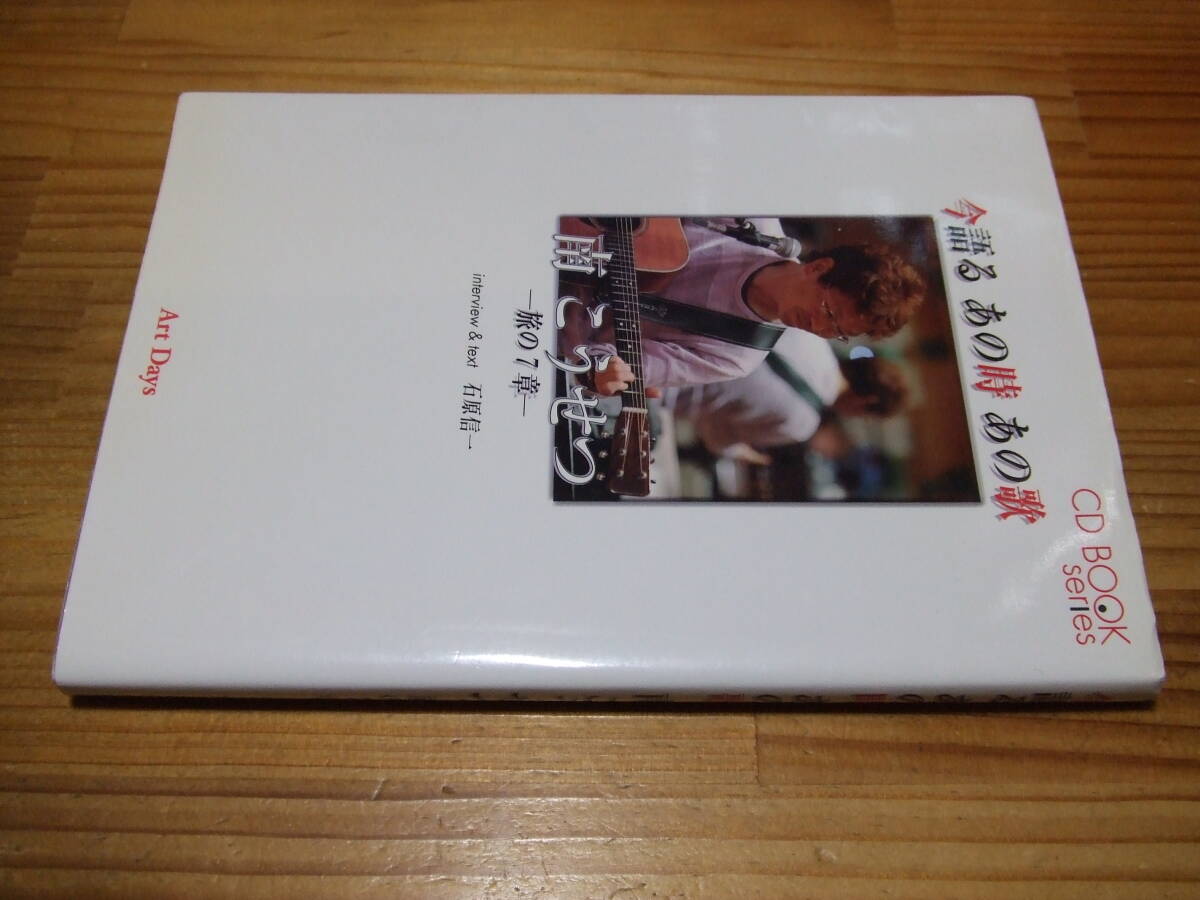 CD BOOK
series
今語る あの時 あの歌
南 こうせつ
―旅の7章―
interview & text 石原信一
Art Days